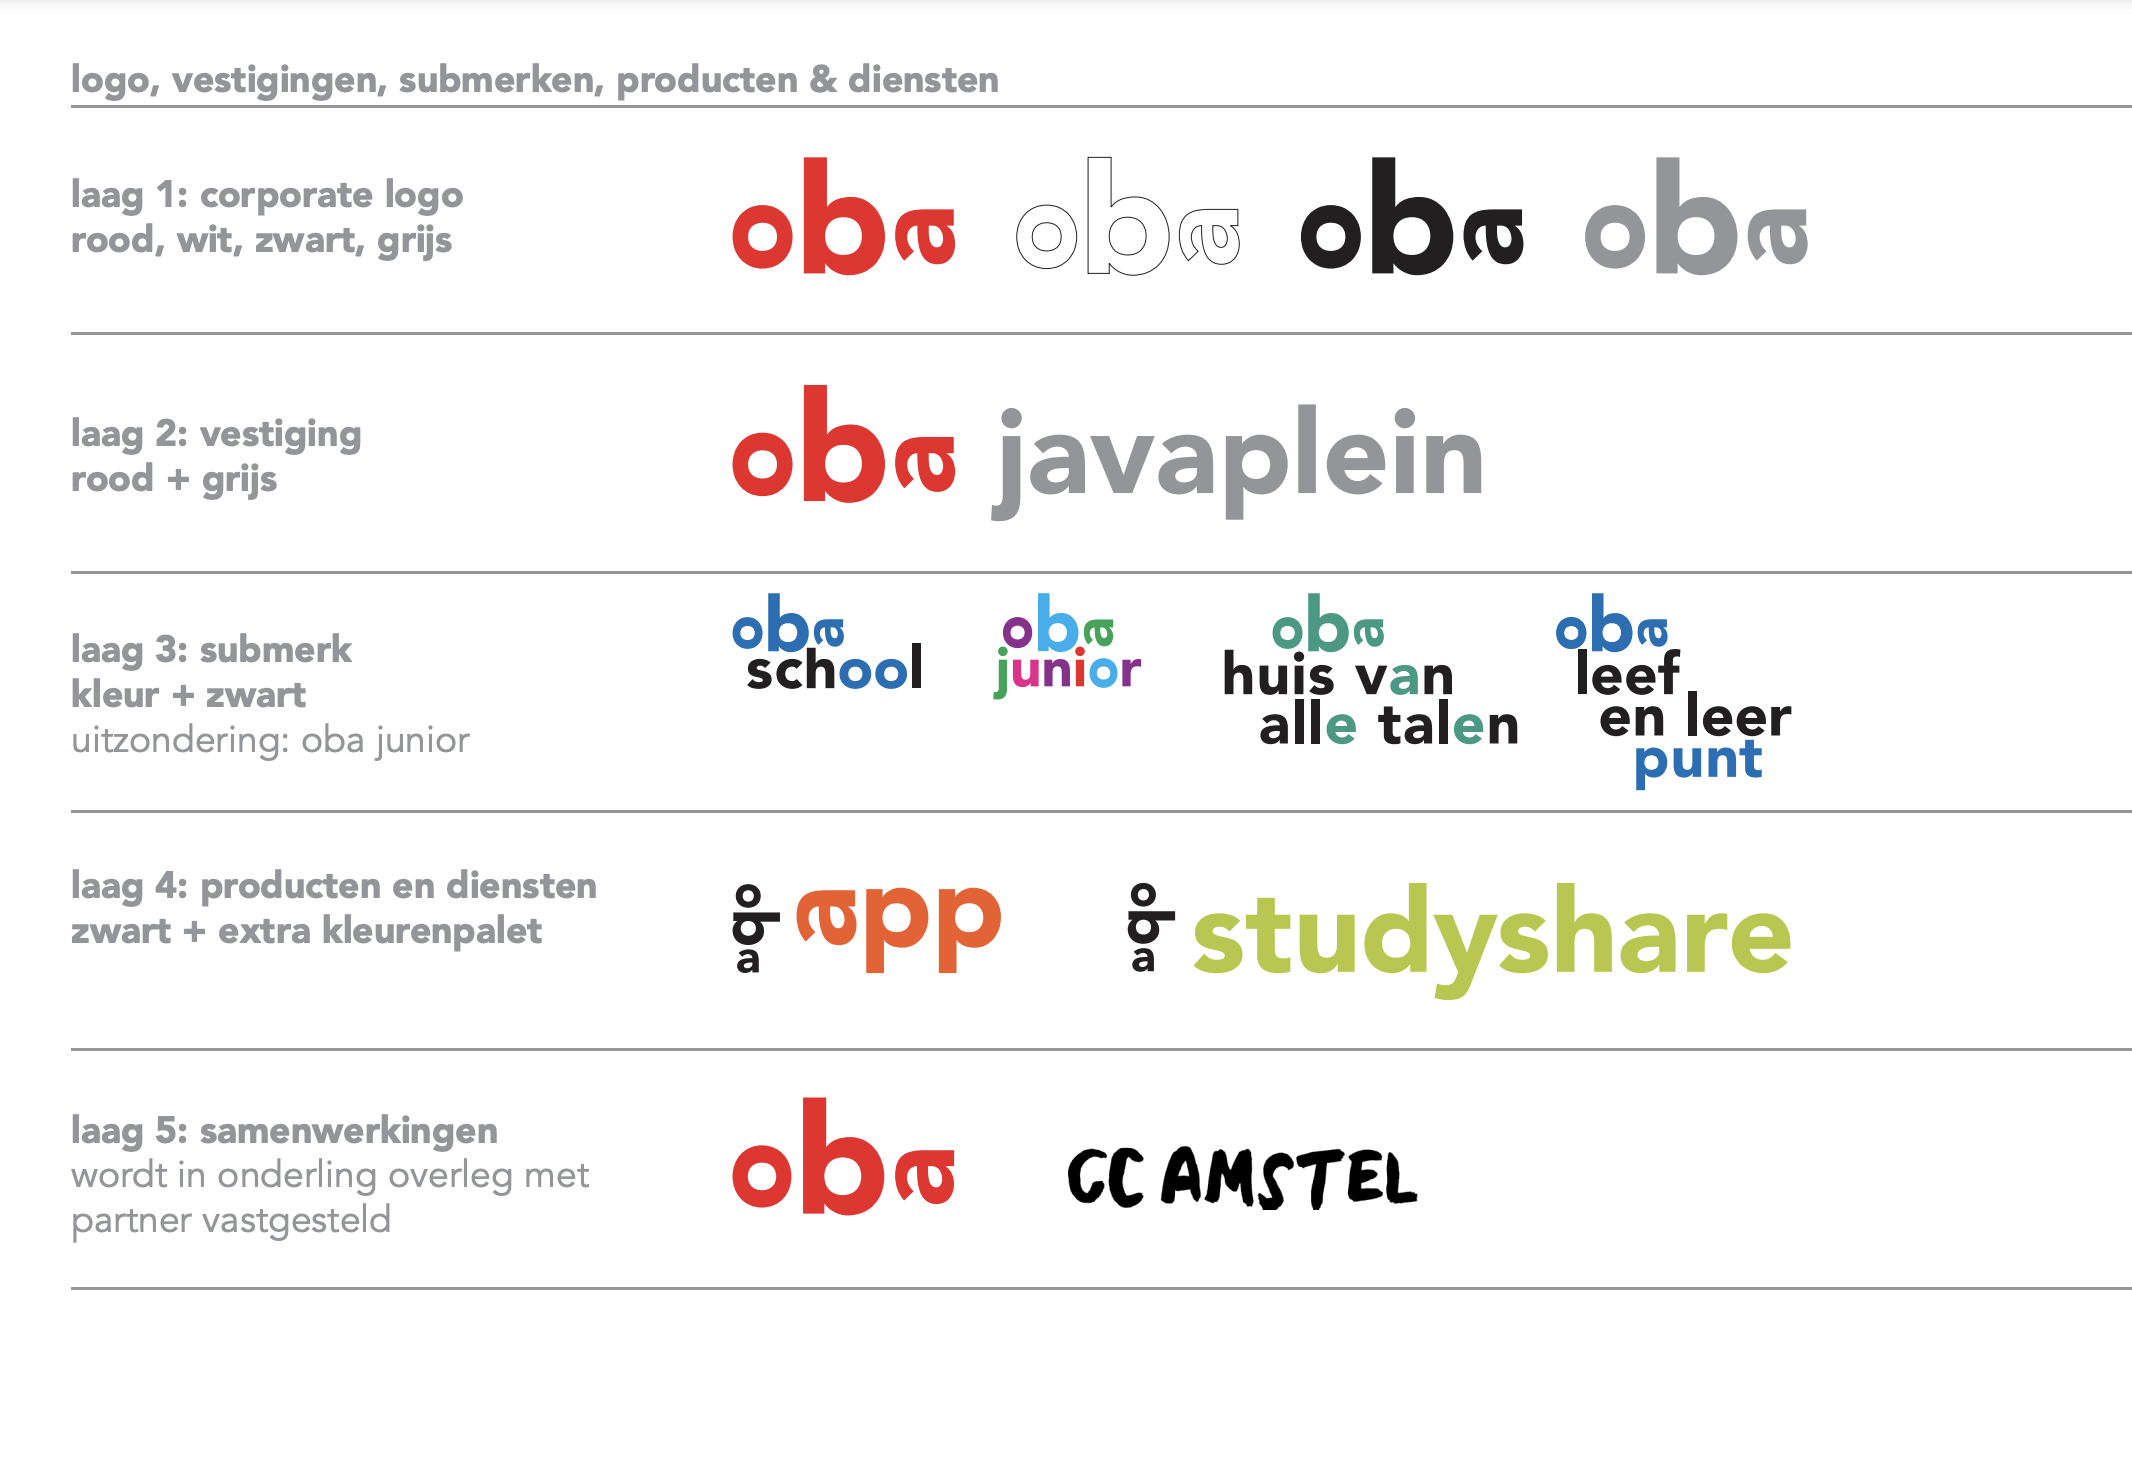 logo, vestigingen, submerken, producten & diensten
laag 1: corporate logo
rood, wit, zwart, grijs
oba oba oba oba
laag 2: vestiging
rood + grijs
oba javaplein
laag 3: submerk
kleur + zwart
uitzondering: oba junior
oba
school
oba
junior
oba
huis van
alle talen
oba
leef
en leer
punt
laag 4: producten en diensten
zwart + extra kleurenpalet
oba app
oba studyshare
laag 5: samenwerkingen
wordt in onderling overleg met
partner vastgesteld
oba
CC AMSTEL